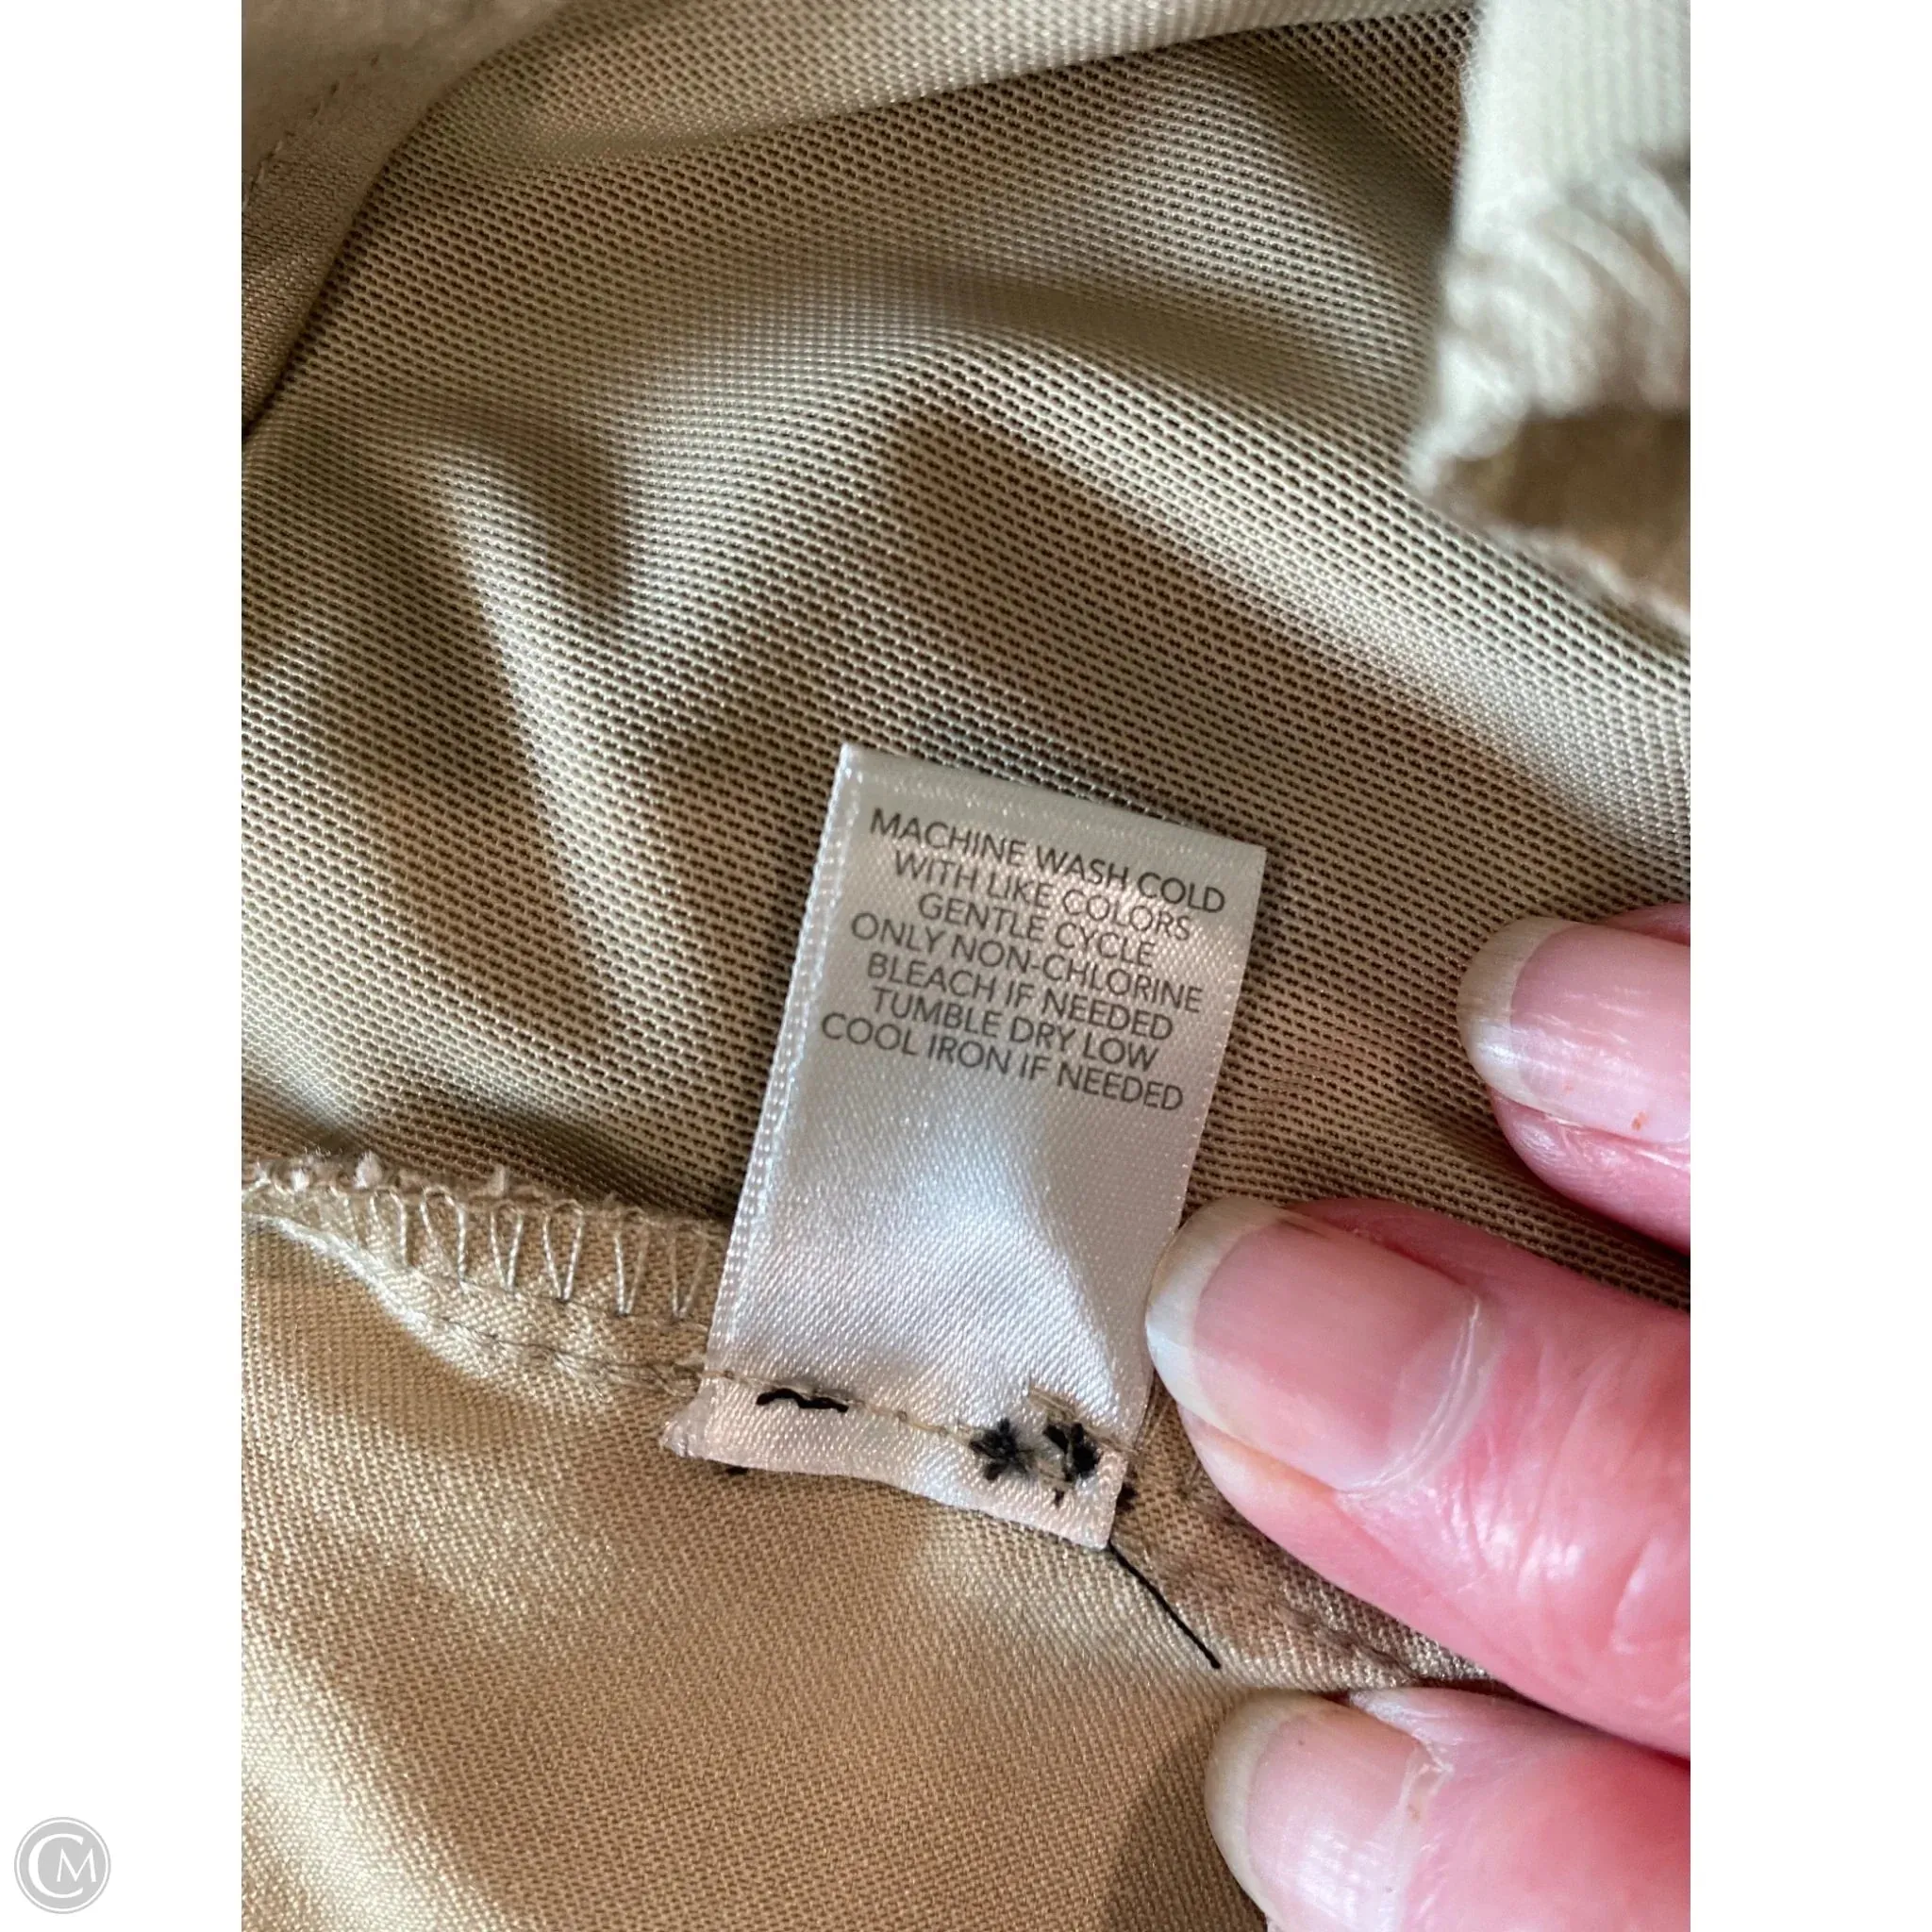 MACHINE WASH COLD
WITH LIKE COLORS
GENTLE CYCLE
ONLY NON-CHLORINE
BLEACH IF NEEDED
TUMBLE DRY LOW
COOL IRON IF NEEDED
CM